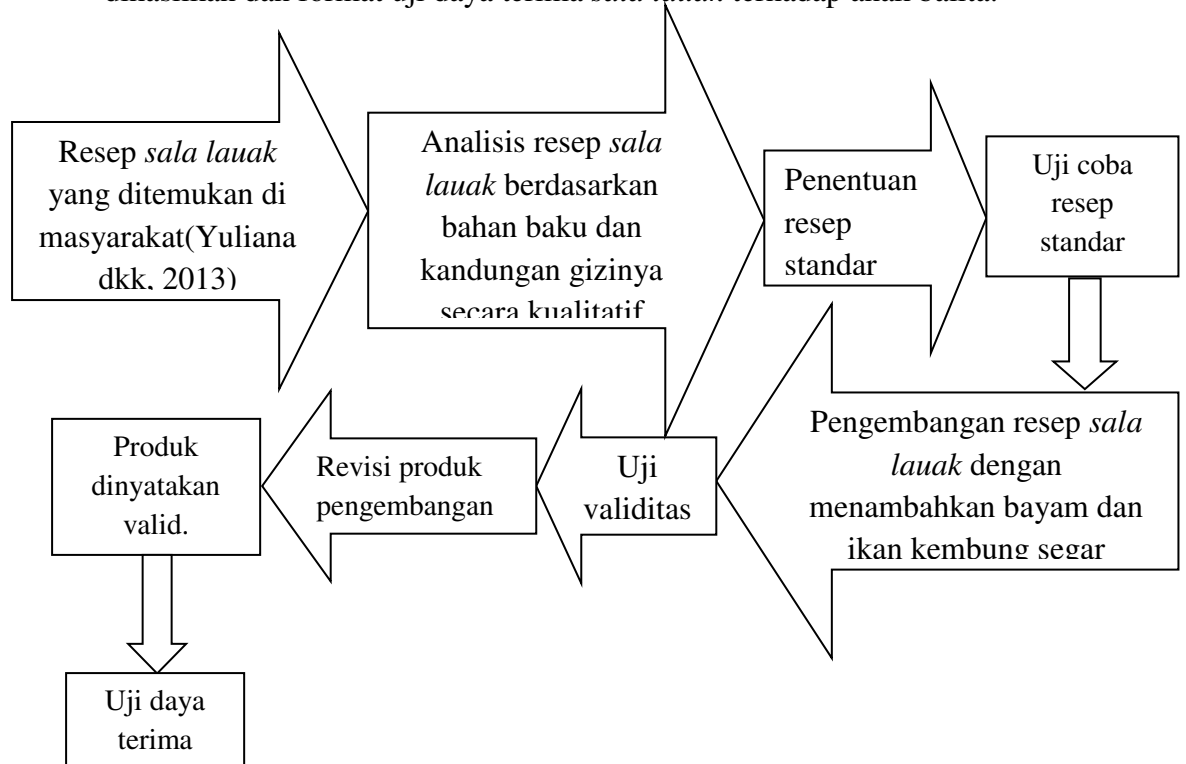 Resep sala lauak
yang ditemukan di
masyarakat(Yuliana
dkk, 2013)
Analisis resep sala
lauak berdasarkan
bahan baku dan
kandungan gizinya
secara kualitatif
Penentuan
resep
standar
Uji coba
resep
standar
Pengembangan resep sala
lauak dengan
menambahkan bayam dan
ikan kembung segar
Uji
validitas
Revisi produk
pengembangan
Produk
dinyatakan
valid.
Uji daya
terima